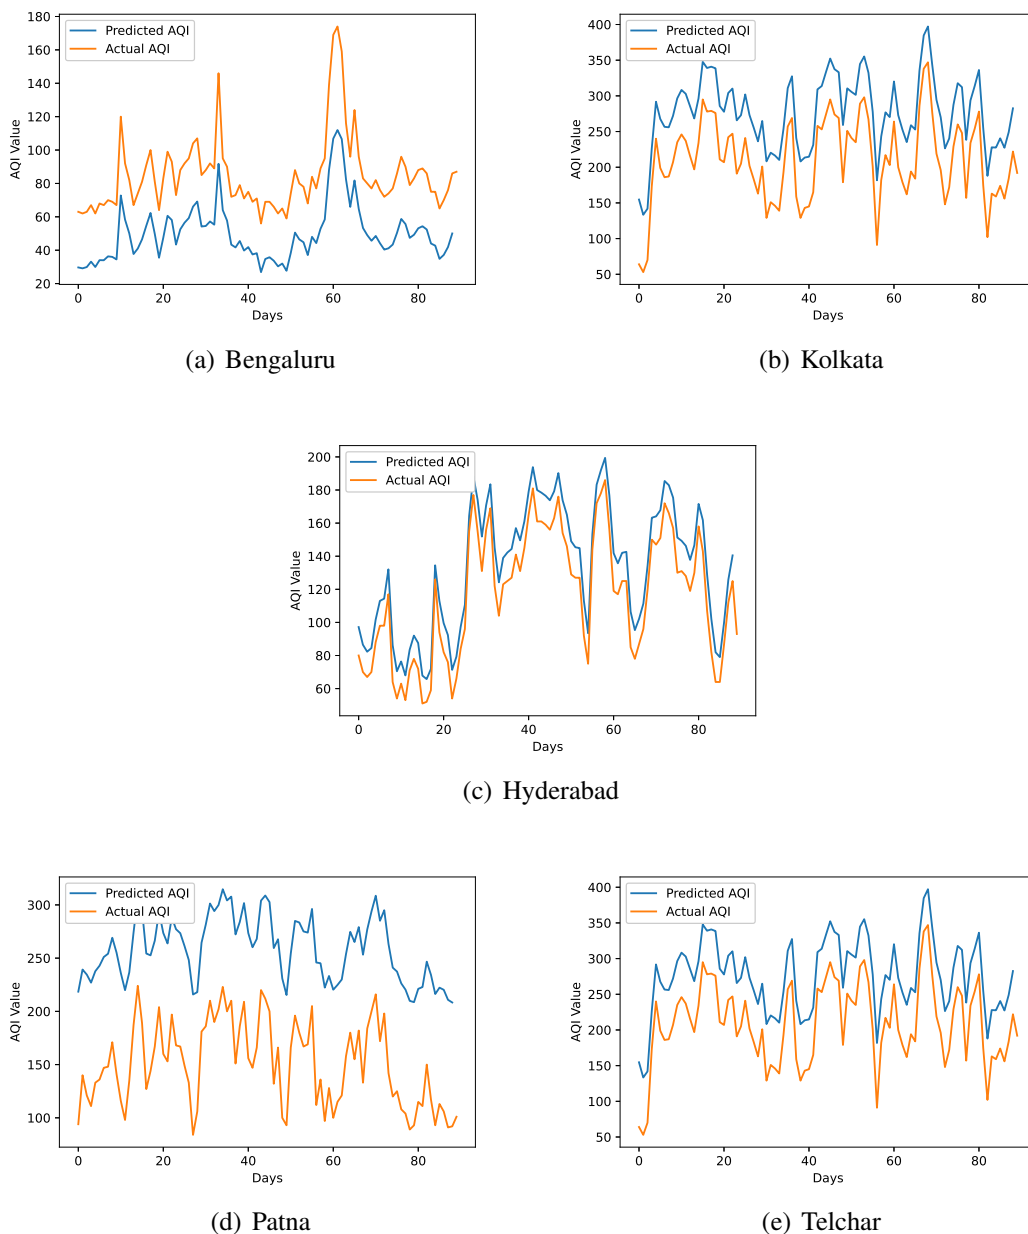 180
160
140
120
100
80
60
40
20
AQI Value
Predicted AQI
Actual AQI
0 20 40 60 80
Days
(a) Bengaluru
400
350
300
250
200
150
100
50
AQI Value
Predicted AQI
Actual AQI
0 20 40 60 80
Days
(b) Kolkata
200
180
160
140
120
100
80
60
AQI Value
Predicted AQI
Actual AQI
0 20 40 60 80
Days
(c) Hyderabad
300
250
200
150
100
AQI Value
Predicted AQI
Actual AQI
0 20 40 60 80
Days
(d) Patna
400
350
300
250
200
150
100
50
AQI Value
Predicted AQI
Actual AQI
0 20 40 60 80
Days
(e) Telchar